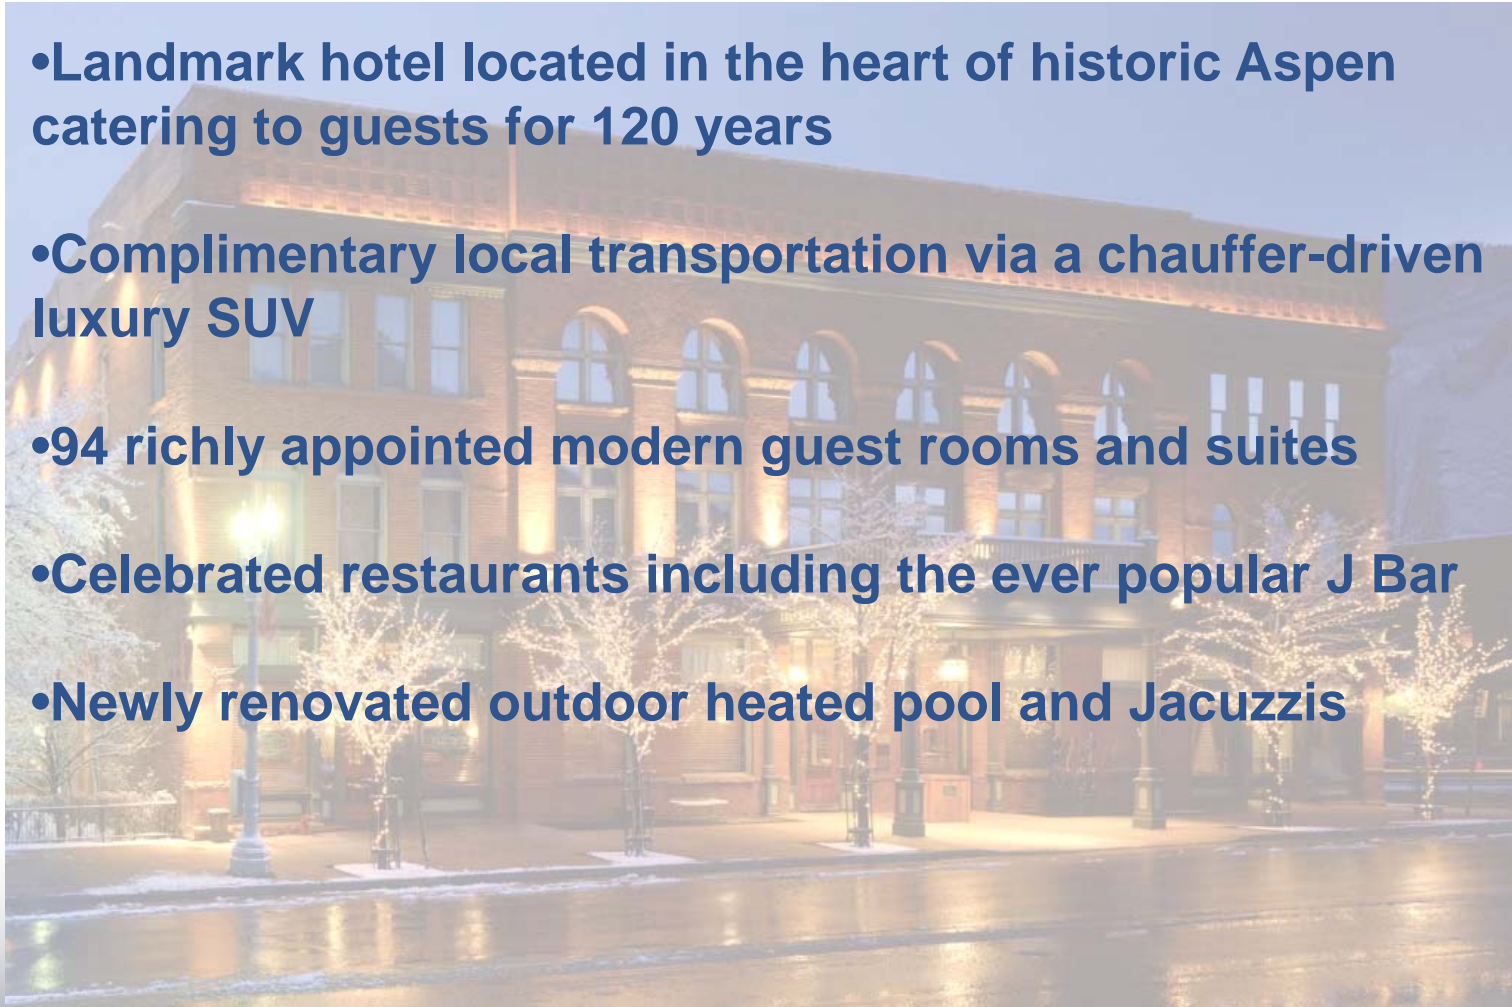 •Landmark hotel located in the heart of historic Aspen
catering to guests for 120 years
•Complimentary local transportation via a chauffer-driven
luxury SUV
•94 richly appointed modern guest rooms and suites
•Celebrated restaurants including the ever popular J Bar
•Newly renovated outdoor heated pool and Jacuzzis